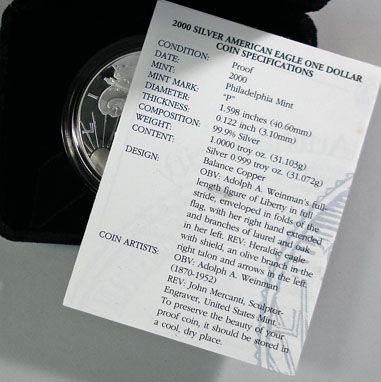 2000 SILVER AMERICAN EAGLE ONE DOLLAR
COIN SPECIFICATIONS
CONDITION: Proof
DATE: 2000
MINT: Philadelphia Mint
MINT MARK: "P"
DIAMETER: 1.598 inches (40.60mm)
THICKNESS: 0.122 inch (3.10mm)
COMPOSITION: 99.9% Silver
WEIGHT: 1.0000 troy oz. (31.103g)
CONTENT: Silver 0.999 troy oz. (31.072g)
Balance Copper
DESIGN: OBV: Adolph A. Weinman's full-
length figure of Liberty in full
stride, enveloped in folds of the
flag, with her right hand extended
and branches of laurel and oak
in her left. REV: Heraldic eagle
with shield, an olive branch in the
right talon and arrows in the left.
COIN ARTISTS: OBV: Adolph A. Weinman
(1870-1952)
REV: John Mercanti, Sculptor-
Engraver, United States Mint
To preserve the beauty of your
proof coin, it should be stored in
a cool, dry place.